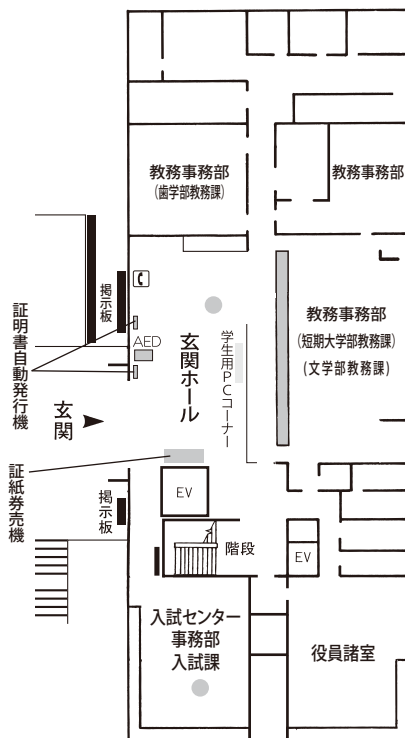 教務事務部
(歯学部教務課)
教務事務部
掲示板
証明書自動発行機
AED
玄関ホール
学生用PCコーナー
教務事務部
(短期大学部教務課)
(文学部教務課)
玄関
証紙券売機
掲示板
EV
階段
EV
入試センター
事務部
入試課
役員諸室